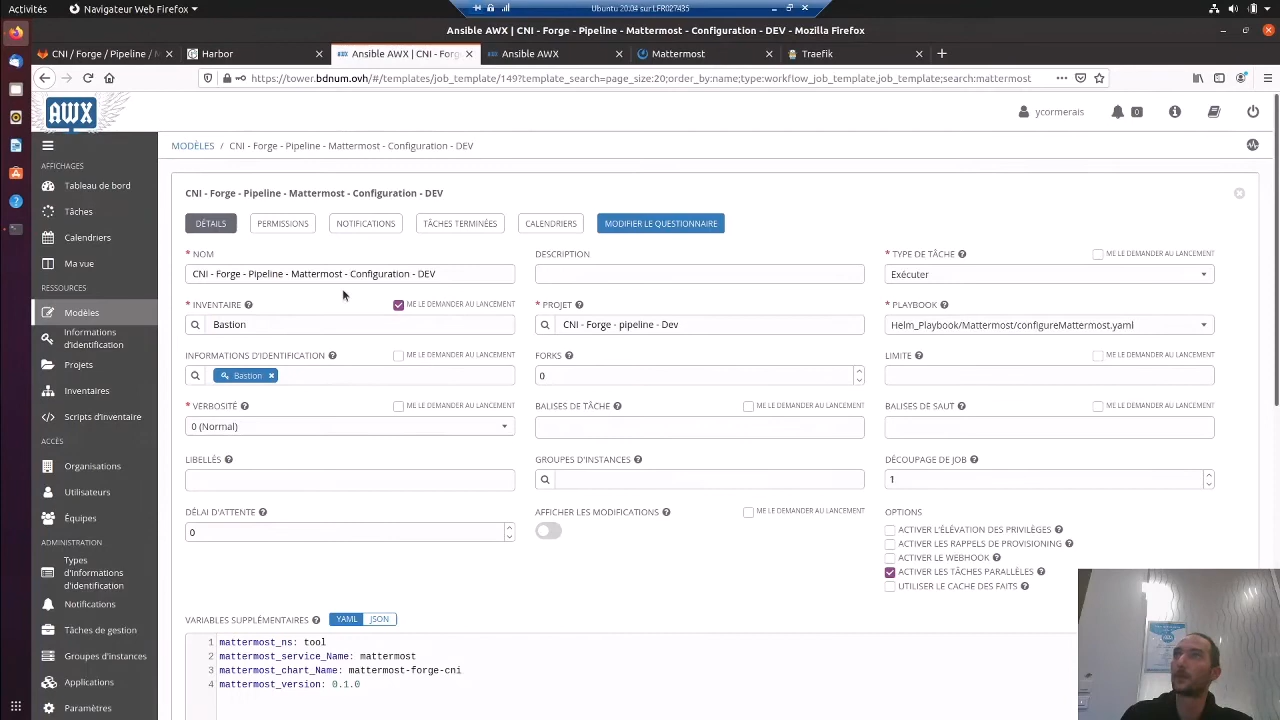 Activités
Navigateur Web Firefox
Ubuntu 20.04 sur LFR027435
Ansible AWX | CNI - Forge - Pipeline - Mattermost - Configuration - DEV - Mozilla Firefox
CNI / Forge / Pipeline / M
Harbor
Ansible AWX | CNI - Forg
Ansible AWX
Mattermost
Traefik
https://tower.bdnum.ovh/#/templates/job_template/149?template_search=page_size:20;order_by:name;type:workflow_job_template,job_template;search:mattermost
AWX
ycormerais
0
AFFICHAGES
Tableau de bord
Tâches
Calendriers
Ma vue
RESSOURCES
Modèles
Informations
d'identification
Projets
Inventaires
Scripts d'inventaire
ACCÈS
Organisations
Utilisateurs
Équipes
ADMINISTRATION
Types
d'informations
d'identification
Notifications
Tâches de gestion
Groupes d'instances
Applications
Paramètres
MODÈLES / CNI - Forge - Pipeline - Mattermost - Configuration - DEV
CNI - Forge - Pipeline - Mattermost - Configuration - DEV
DÉTAILS
PERMISSIONS
NOTIFICATIONS
TÂCHES TERMINÉES
CALENDRIERS
MODIFIER LE QUESTIONNAIRE
* NOM
CNI - Forge - Pipeline - Mattermost - Configuration - DEV
DESCRIPTION
* TYPE DE TÂCHE
ME LE DEMANDER AU LANCEMENT
Exécuter
* INVENTAIRE
ME LE DEMANDER AU LANCEMENT
Bastion
* PROJET
CNI - Forge - pipeline - Dev
* PLAYBOOK
Helm_Playbook/Mattermost/configureMattermost.yaml
INFORMATIONS D'IDENTIFICATION
ME LE DEMANDER AU LANCEMENT
Bastion
FORKS
0
LIMITE
ME LE DEMANDER AU LANCEMENT
* VERBOSITÉ
ME LE DEMANDER AU LANCEMENT
0 (Normal)
BALISES DE TÂCHE
ME LE DEMANDER AU LANCEMENT
BALISES DE SAUT
ME LE DEMANDER AU LANCEMENT
LIBELLÉS
GROUPES D'INSTANCES
DÉCOUPAGE DE JOB
1
DÉLAI D'ATTENTE
0
AFFICHER LES MODIFICATIONS
ME LE DEMANDER AU LANCEMENT
OPTIONS
ACTIVER L'ÉLÉVATION DES PRIVILÈGES
ACTIVER LES RAPPELS DE PROVISIONING
ACTIVER LE WEBHOOK
ACTIVER LES TÂCHES PARALLÈLES
UTILISER LE CACHE DES FAITS
VARIABLES SUPPLÉMENTAIRES
YAML
JSON
1 mattermost_ns: tool
2 mattermost_service_Name: mattermost
3 mattermost_chart_Name: mattermost-forge-cni
4 mattermost_version: 0.1.0